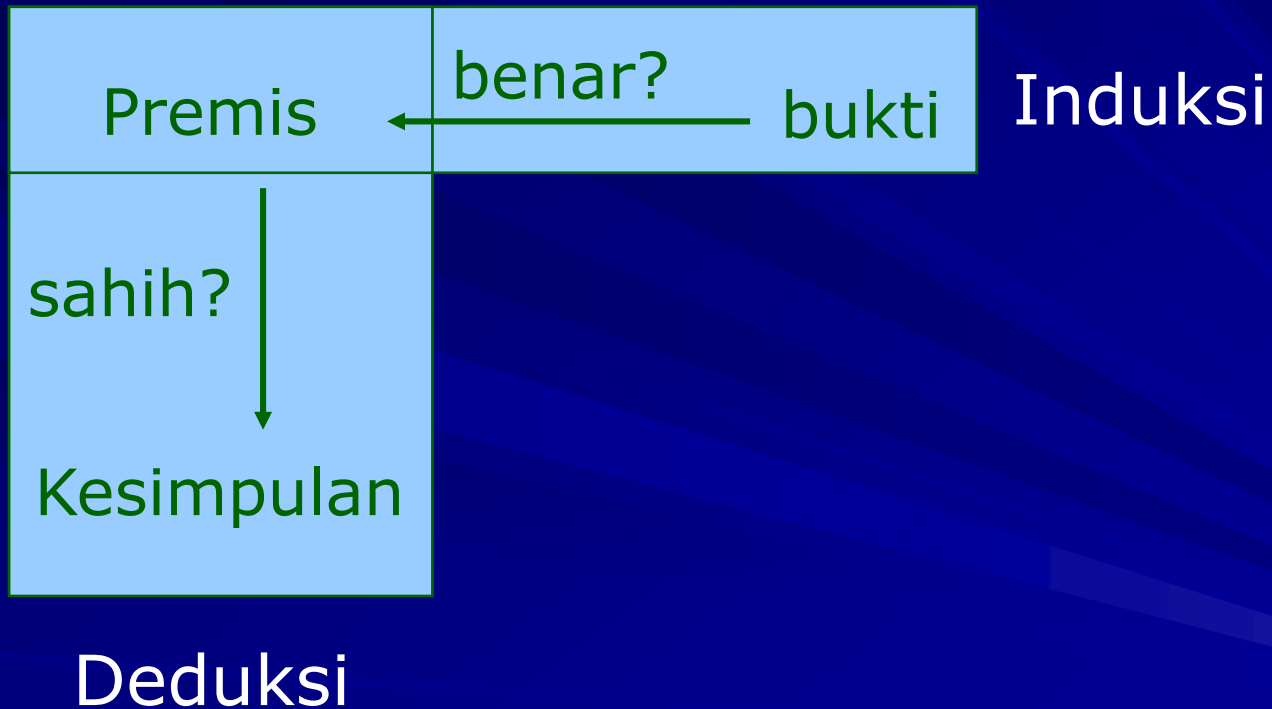 Premis
benar?
bukti
Induksi
sahih?
Kesimpulan
Deduksi